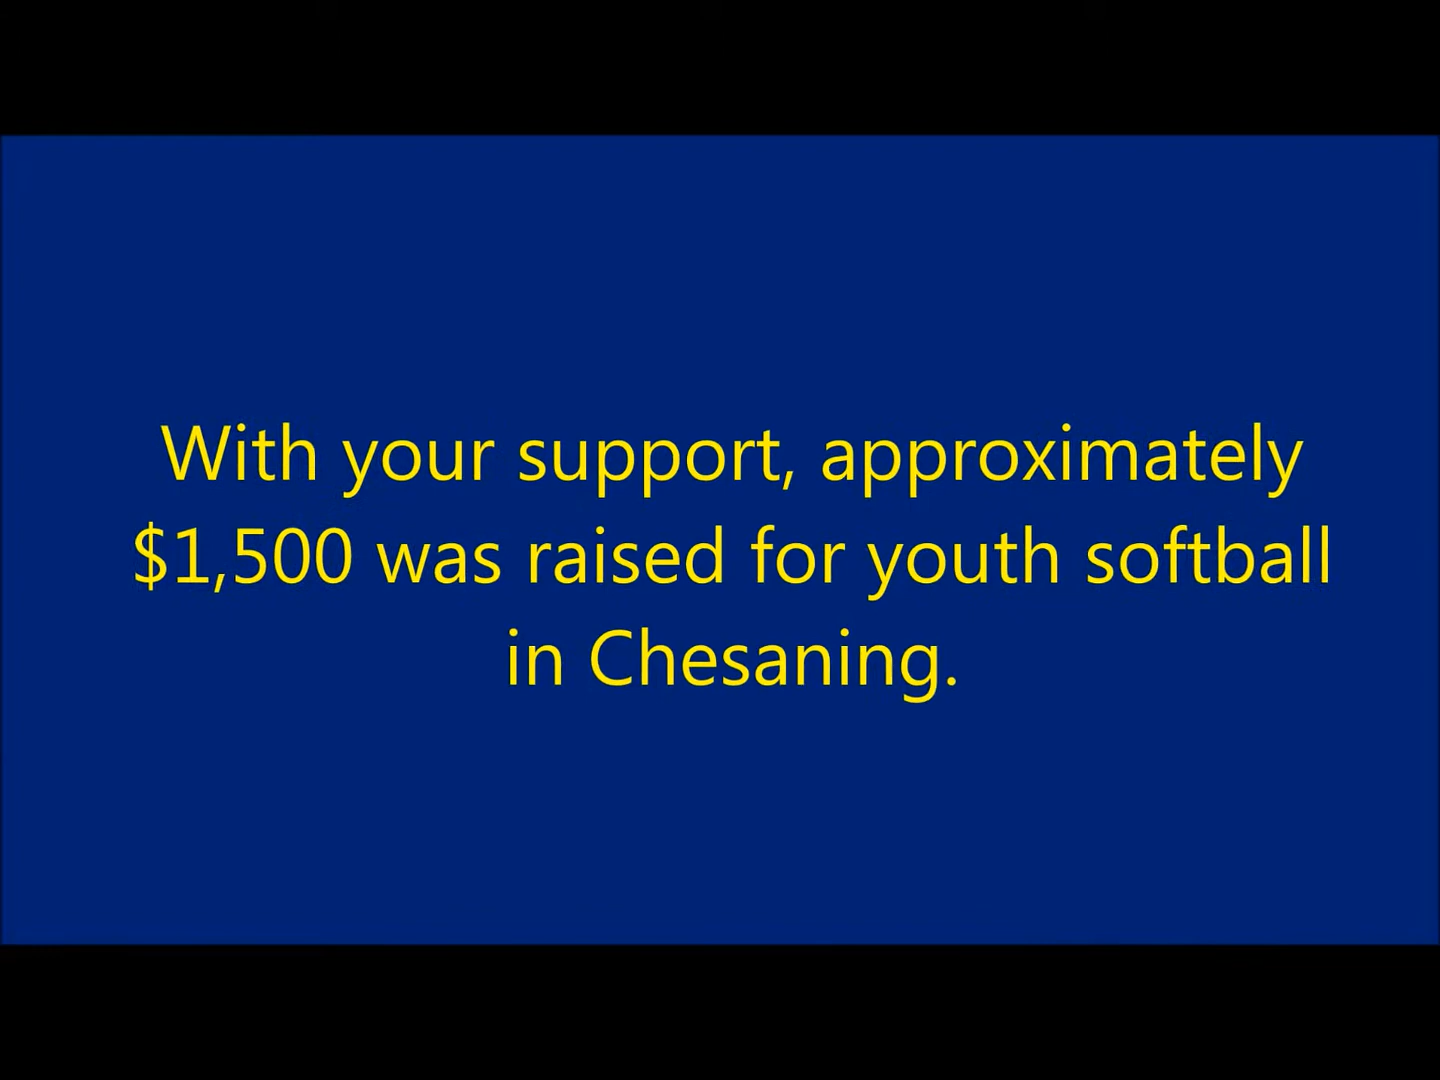 With your support, approximately
$1,500 was raised for youth softball
in Chesaning.